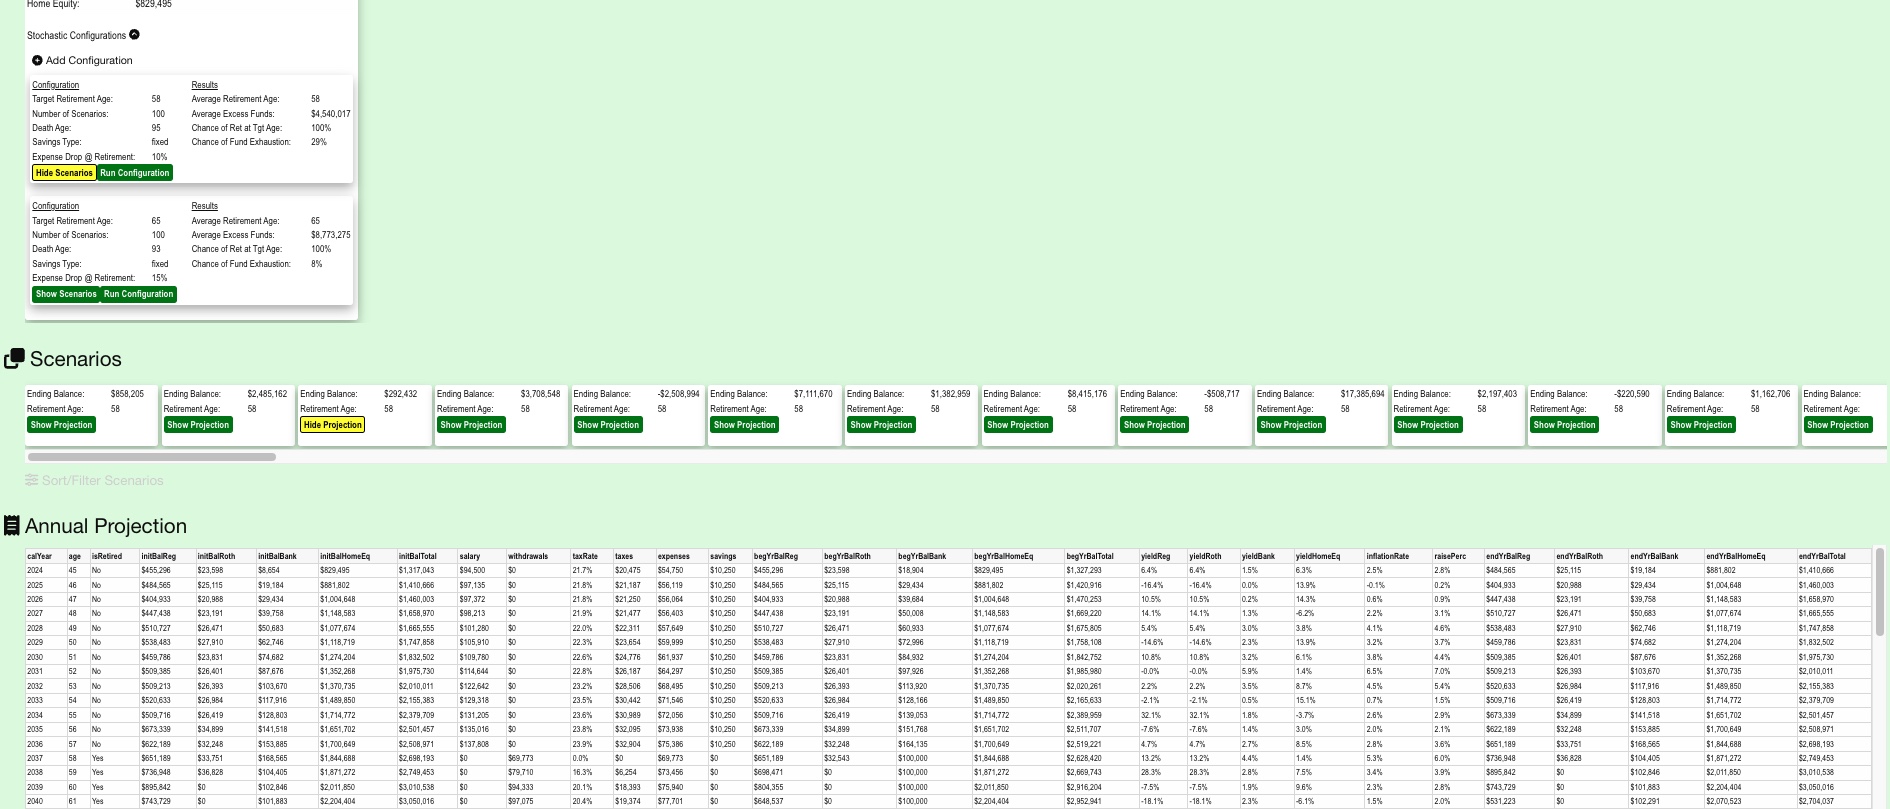 Home Equity: $829,495
Stochastic Configurations
Add Configuration
Configuration Results
Target Retirement Age: 58 Average Retirement Age: 58
Number of Scenarios: 100 Average Excess Funds: $4,540,017
Death Age: 95 Chance of Ret at Tgt Age: 100%
Savings Type: fixed Chance of Fund Exhaustion: 29%
Expense Drop @ Retirement: 10%
Hide Scenarios Run Configuration
Configuration Results
Target Retirement Age: 65 Average Retirement Age: 65
Number of Scenarios: 100 Average Excess Funds: $8,773,275
Death Age: 93 Chance of Ret at Tgt Age: 100%
Savings Type: fixed Chance of Fund Exhaustion: 8%
Expense Drop @ Retirement: 15%
Show Scenarios Run Configuration
Scenarios
Ending Balance: $858,205 Ending Balance: $2,485,162 Ending Balance: $292,432 Ending Balance: $3,708,548 Ending Balance: -$2,508,994 Ending Balance: $7,111,670 Ending Balance: $1,382,959 Ending Balance: $8,415,176 Ending Balance: -$508,717 Ending Balance: $17,385,694 Ending Balance: $2,197,403 Ending Balance: -$220,590 Ending Balance: $1,162,706 Ending Balance:
Retirement Age: 58 Retirement Age: 58 Retirement Age: 58 Retirement Age: 58 Retirement Age: 58 Retirement Age: 58 Retirement Age: 58 Retirement Age: 58 Retirement Age: 58 Retirement Age: 58 Retirement Age: 58 Retirement Age: 58 Retirement Age: 58 Retirement Age:
Show Projection Show Projection Hide Projection Show Projection Show Projection Show Projection Show Projection Show Projection Show Projection Show Projection Show Projection Show Projection Show Projection Show Projection
Sort/Filter Scenarios
Annual Projection
calYear age isRetired initBalReg initBalRoth initBalBank initBalHomeEq initBalTotal salary withdrawals taxRate taxes expenses savings begYrBalReg begYrBalRoth begYrBalBank begYrBalHomeEq begYrBalTotal yieldReg yieldRoth yieldBank yieldHomeEq inflationRate raisePerc endYrBalReg endYrBalRoth endYrBalBank endYrBalHomeEq endYrBalTotal
2024 45 No $455,296 $23,598 $8,654 $829,495 $1,317,043 $94,500 $0 21.7% $20,475 $54,750 $10,250 $455,296 $23,598 $18,904 $829,495 $1,327,293 6.4% 6.4% 1.5% 6.3% 2.5% 2.8% $484,565 $25,115 $19,184 $881,802 $1,410,666
2025 46 No $484,565 $25,115 $19,184 $881,802 $1,410,666 $97,135 $0 21.8% $21,187 $56,119 $10,250 $484,565 $25,115 $29,434 $881,802 $1,420,916 -16.4% -16.4% 0.0% 13.9% -0.1% 0.2% $404,933 $20,988 $29,434 $1,004,648 $1,460,003
2026 47 No $404,933 $20,988 $29,434 $1,004,648 $1,460,003 $97,372 $0 21.8% $21,250 $56,064 $10,250 $404,933 $20,988 $39,684 $1,004,648 $1,470,253 10.5% 10.5% 0.2% 14.3% 0.6% 0.9% $447,438 $23,191 $39,758 $1,148,583 $1,658,970
2027 48 No $447,438 $23,191 $39,758 $1,148,583 $1,658,970 $98,213 $0 21.9% $21,477 $56,403 $10,250 $447,438 $23,191 $50,008 $1,148,583 $1,669,220 14.1% 14.1% 1.3% -6.2% 2.2% 3.1% $510,727 $26,471 $50,683 $1,077,674 $1,665,555
2028 49 No $510,727 $26,471 $50,683 $1,077,674 $1,665,555 $101,280 $0 22.0% $22,311 $57,649 $10,250 $510,727 $26,471 $60,933 $1,077,674 $1,675,805 5.4% 5.4% 3.0% 3.8% 4.1% 4.6% $538,483 $27,910 $62,746 $1,118,719 $1,747,858
2029 50 No $538,483 $27,910 $62,746 $1,118,719 $1,747,858 $105,910 $0 22.3% $23,654 $59,999 $10,250 $538,483 $27,910 $72,996 $1,118,719 $1,758,108 -14.6% -14.6% 2.3% 13.9% 3.2% 3.7% $459,786 $23,831 $74,682 $1,274,204 $1,832,502
2030 51 No $459,786 $23,831 $74,682 $1,274,204 $1,832,502 $109,780 $0 22.6% $24,776 $61,937 $10,250 $459,786 $23,831 $84,932 $1,274,204 $1,842,752 10.8% 10.8% 3.2% 6.1% 3.8% 4.4% $509,385 $26,401 $87,676 $1,352,268 $1,975,730
2031 52 No $509,385 $26,401 $87,676 $1,352,268 $1,975,730 $114,644 $0 22.8% $26,187 $64,297 $10,250 $509,385 $26,401 $97,926 $1,352,268 $1,985,980 -0.0% -0.0% 5.9% 1.4% 6.5% 7.0% $509,213 $26,393 $103,670 $1,370,735 $2,010,011
2032 53 No $509,213 $26,393 $103,670 $1,370,735 $2,010,011 $122,642 $0 23.2% $28,506 $68,495 $10,250 $509,213 $26,393 $113,920 $1,370,735 $2,020,261 2.2% 2.2% 3.5% 8.7% 4.5% 5.4% $520,633 $26,984 $117,916 $1,489,850 $2,155,383
2033 54 No $520,633 $26,984 $117,916 $1,489,850 $2,155,383 $129,318 $0 23.5% $30,442 $71,546 $10,250 $520,633 $26,984 $128,166 $1,489,850 $2,165,633 -2.1% -2.1% 0.5% 15.1% 0.7% 1.5% $509,716 $26,419 $128,803 $1,714,772 $2,379,709
2034 55 No $509,716 $26,419 $128,803 $1,714,772 $2,379,709 $131,205 $0 23.6% $30,989 $72,056 $10,250 $509,716 $26,419 $139,053 $1,714,772 $2,389,959 32.1% 32.1% 1.8% -3.7% 2.6% 2.9% $673,339 $34,899 $141,518 $1,651,702 $2,501,457
2035 56 No $673,339 $34,899 $141,518 $1,651,702 $2,501,457 $135,016 $0 23.8% $32,095 $73,938 $10,250 $673,339 $34,899 $151,768 $1,651,702 $2,511,707 -7.6% -7.6% 1.4% 3.0% 2.0% 2.1% $622,189 $32,248 $153,885 $1,700,649 $2,508,971
2036 57 No $622,189 $32,248 $153,885 $1,700,649 $2,508,971 $137,808 $0 23.9% $32,904 $75,386 $10,250 $622,189 $32,248 $164,135 $1,700,649 $2,519,221 4.7% 4.7% 2.7% 8.5% 2.8% 3.6% $651,189 $33,751 $168,565 $1,844,688 $2,698,193
2037 58 Yes $651,189 $33,751 $168,565 $1,844,688 $2,698,193 $0 $69,773 0.0% $0 $69,773 $0 $651,189 $32,543 $100,000 $1,844,688 $2,628,420 13.2% 13.2% 4.4% 1.4% 5.3% 6.0% $736,948 $36,828 $104,405 $1,871,272 $2,749,453
2038 59 Yes $736,948 $36,828 $104,405 $1,871,272 $2,749,453 $0 $79,710 16.3% $6,254 $73,456 $0 $698,471 $0 $100,000 $1,871,272 $2,669,743 28.3% 28.3% 2.8% 7.5% 3.4% 3.9% $895,842 $0 $102,846 $2,011,850 $3,010,538
2039 60 Yes $895,842 $0 $102,846 $2,011,850 $3,010,538 $0 $94,333 20.1% $18,393 $75,940 $0 $804,355 $0 $100,000 $2,011,850 $2,916,204 -7.5% -7.5% 1.9% 9.6% 2.3% 2.8% $743,729 $0 $101,883 $2,204,404 $3,050,016
2040 61 Yes $743,729 $0 $101,883 $2,204,404 $3,050,016 $0 $97,075 20.4% $19,374 $77,701 $0 $648,537 $0 $100,000 $2,204,404 $2,952,941 -18.1% -18.1% 2.3% -6.1% 1.5% 2.0% $531,223 $0 $102,291 $2,070,523 $2,704,037